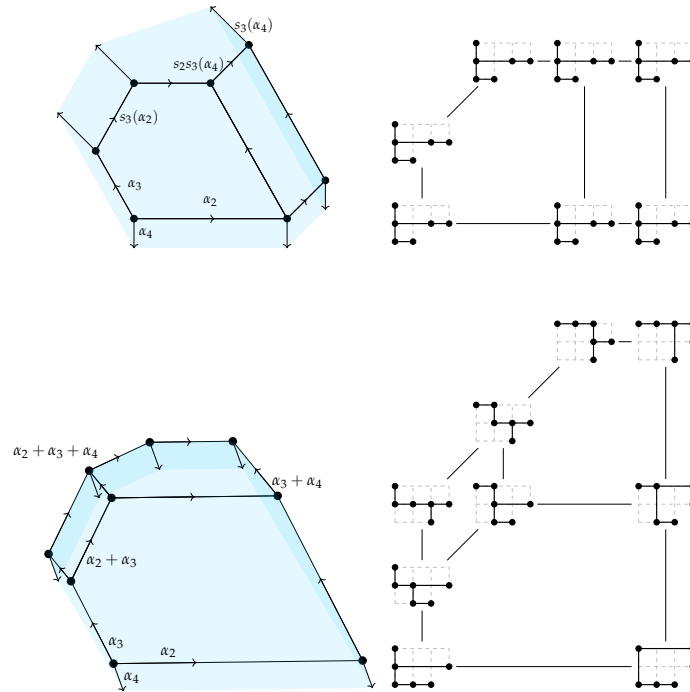 s₃(α₄)
s₂s₃(α₄)
s₃(α₂)
α₃
α₂
α₄
α₂ + α₃ + α₄
α₃ + α₄
α₂ + α₃
α₃
α₂
α₄